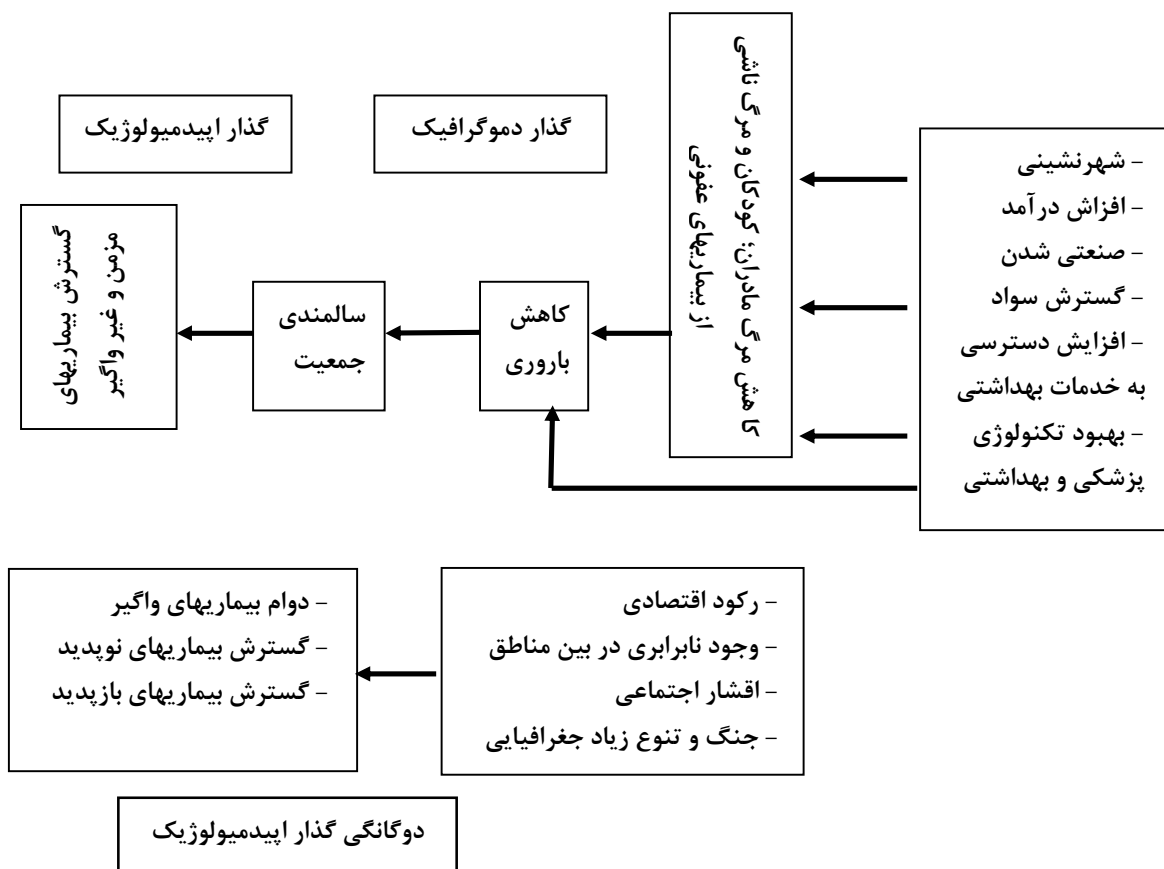 گذار دموگرافیک
گذار اپیدمیولوژیک
- شهرنشینی
- افزاش درآمد
- صنعتی شدن
- گسترش سواد
- افزایش دسترسی
به خدمات بهداشتی
- بهبود تکنولوژی
پزشکی و بهداشتی
کا هش مرگ مادران؛ کودکان و مرگ ناشی
از بیماریهای عفونی
کاهش
باروری
سالمندی
جمعیت
گسترش بیماریهای
مزمن و غیر واگیر
- رکود اقتصادی
- وجود نابرابری در بین مناطق
- اقشار اجتماعی
- جنگ و تنوع زیاد جغرافیایی
- دوام بیماریهای واگیر
- گسترش بیماریهای نوپدید
- گسترش بیماریهای بازپدید
دوگانگی گذار اپیدمیولوژیک